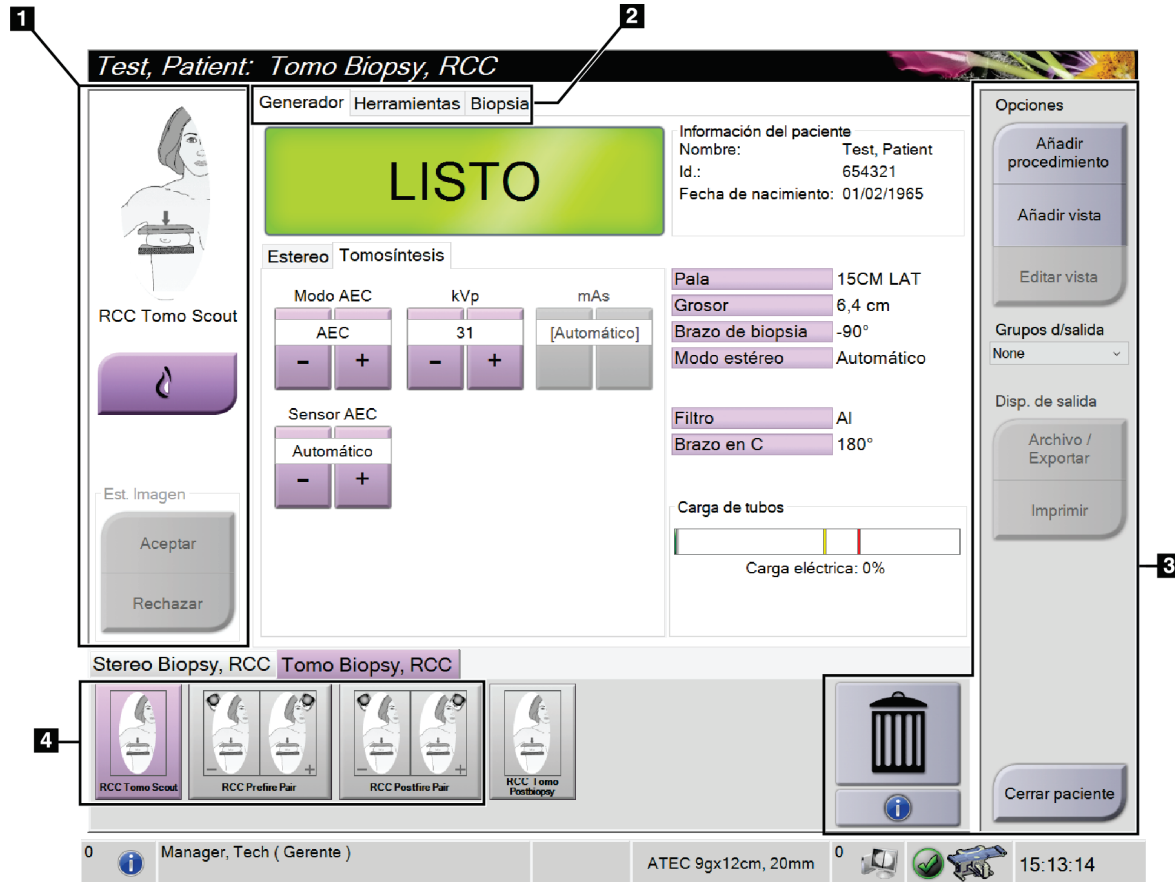 1
2
Test, Patient: Tomo Biopsy, RCC
Generador Herramientas Biopsia
LISTO
Información del paciente
Nombre: Test, Patient
Id.: 654321
Fecha de nacimiento: 01/02/1965
Opciones
Añadir
procedimiento
Añadir vista
Editar vista
Grupos d/salida
None
Disp. de salida
Archivo /
Exportar
Imprimir
3
Cerrar paciente
RCC Tomo Scout
Est. Imagen
Aceptar
Rechazar
Estereo Tomosíntesis
Modo AEC kVp mAs
AEC 31 [Automático]
- + - +
Sensor AEC
Automático
- +
Pala 15CM LAT
Grosor 6,4 cm
Brazo de biopsia -90°
Modo estéreo Automático
Filtro Al
Brazo en C 180°
Carga de tubos
Carga eléctrica: 0%
Stereo Biopsy, RCC Tomo Biopsy, RCC
4
- + - +
RCC Tomo Scout RCC Prefire Pair RCC Postfire Pair RCC Tomo
Postbiopsy
0 Manager, Tech ( Gerente ) ATEC 9gx12cm, 20mm 0 15:13:14